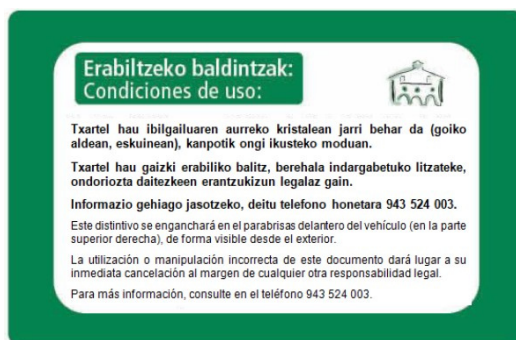 Erabiltzeko baldintzak:
Condiciones de uso:
Txartel hau ibilgailuaren aurreko kristalean jarri behar da (goiko
aldean, eskuinean), kanpotik ongi ikusteko moduan.
Txartel hau gaizki erabiliko balitz, berehala indargabetuko litzateke,
ondoriozta daitezkeen erantzukizun legalaz gain.
Informazio gehiago jasotzeko, deitu telefono honetara 943 524 003.
Este distintivo se enganchará en el parabrisas delantero del vehículo (en la parte
superior derecha), de forma visible desde el exterior.
La utilización o manipulación incorrecta de este documento dará lugar a su
inmediata cancelación al margen de cualquier otra responsabilidad legal.
Para más información, consulte en el teléfono 943 524 003.